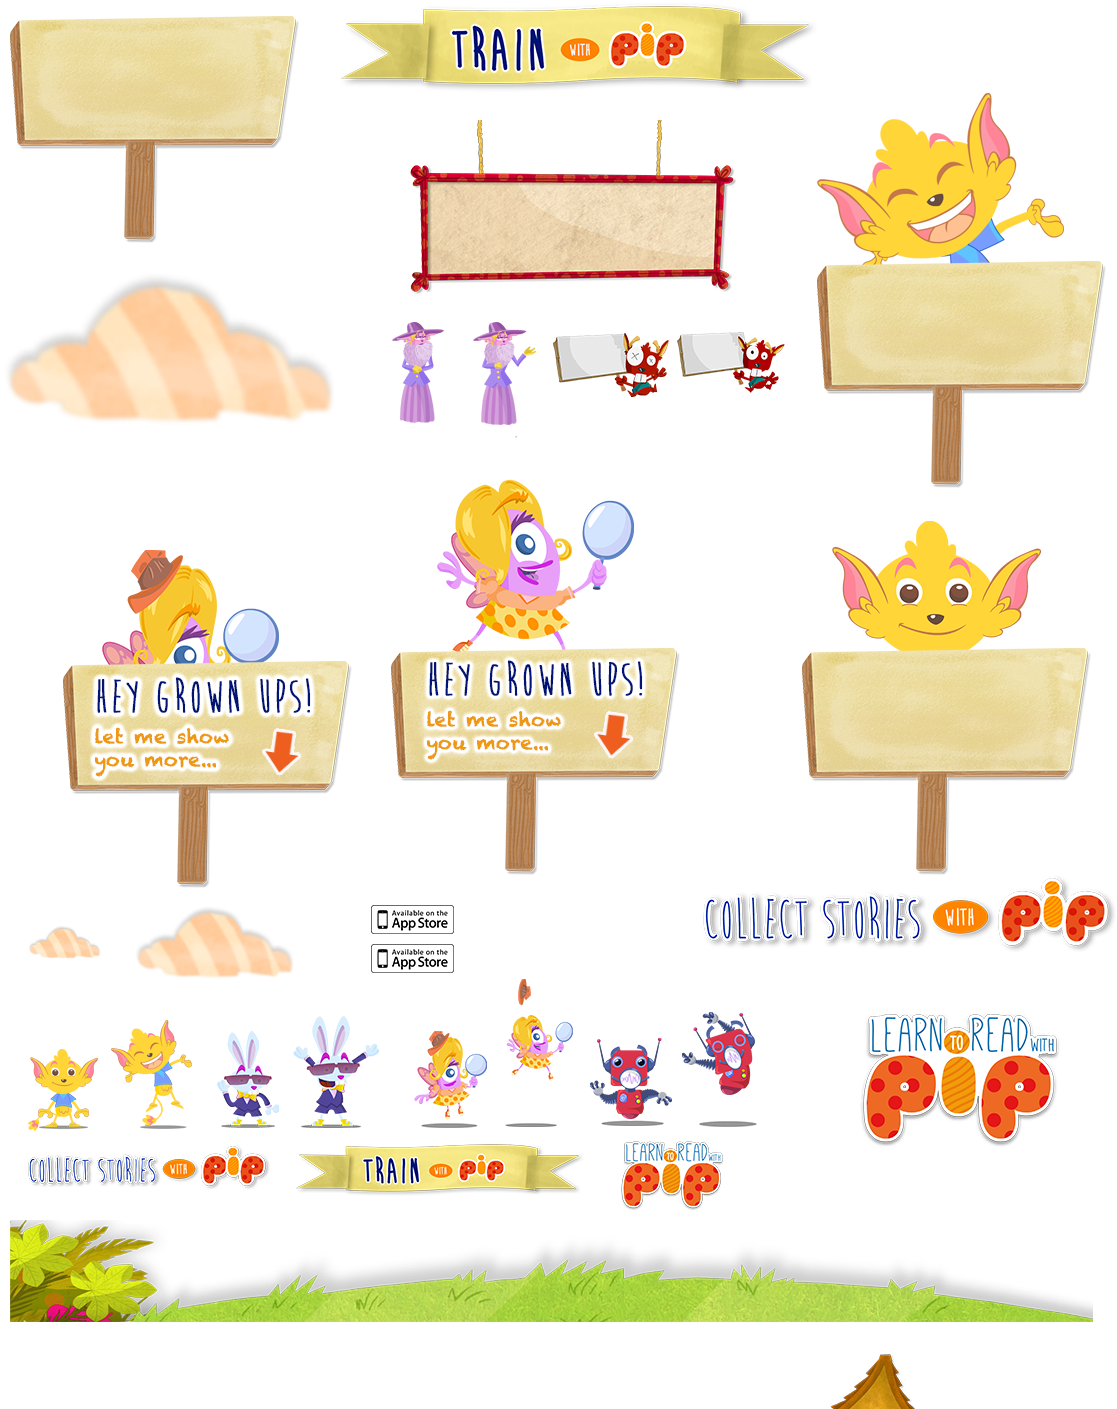 TRAIN WITH PiP
HEY GROWN UPS!
let me show
you more...
HEY GROWN UPS!
let me show
you more...
COLLECT STORIES WITH PiP
Available on the
App Store
Available on the
App Store
LEARN TO READ WITH
PiP
COLLECT STORIES WITH PiP
TRAIN WITH PiP
LEARN TO READ WITH
PiP